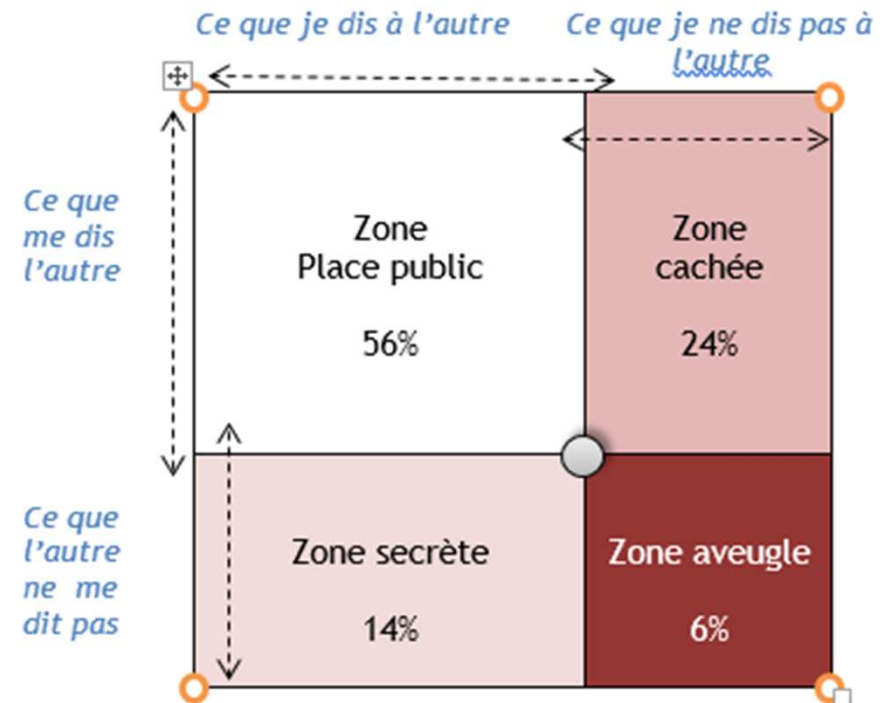 Ce que je dis à l'autre
Ce que je ne dis pas à
l'autre
Ce que
me dis
l'autre
Zone
Place public
56%
Zone
cachée
24%
Ce que
l'autre
ne me
dit pas
Zone secrète
14%
Zone aveugle
6%